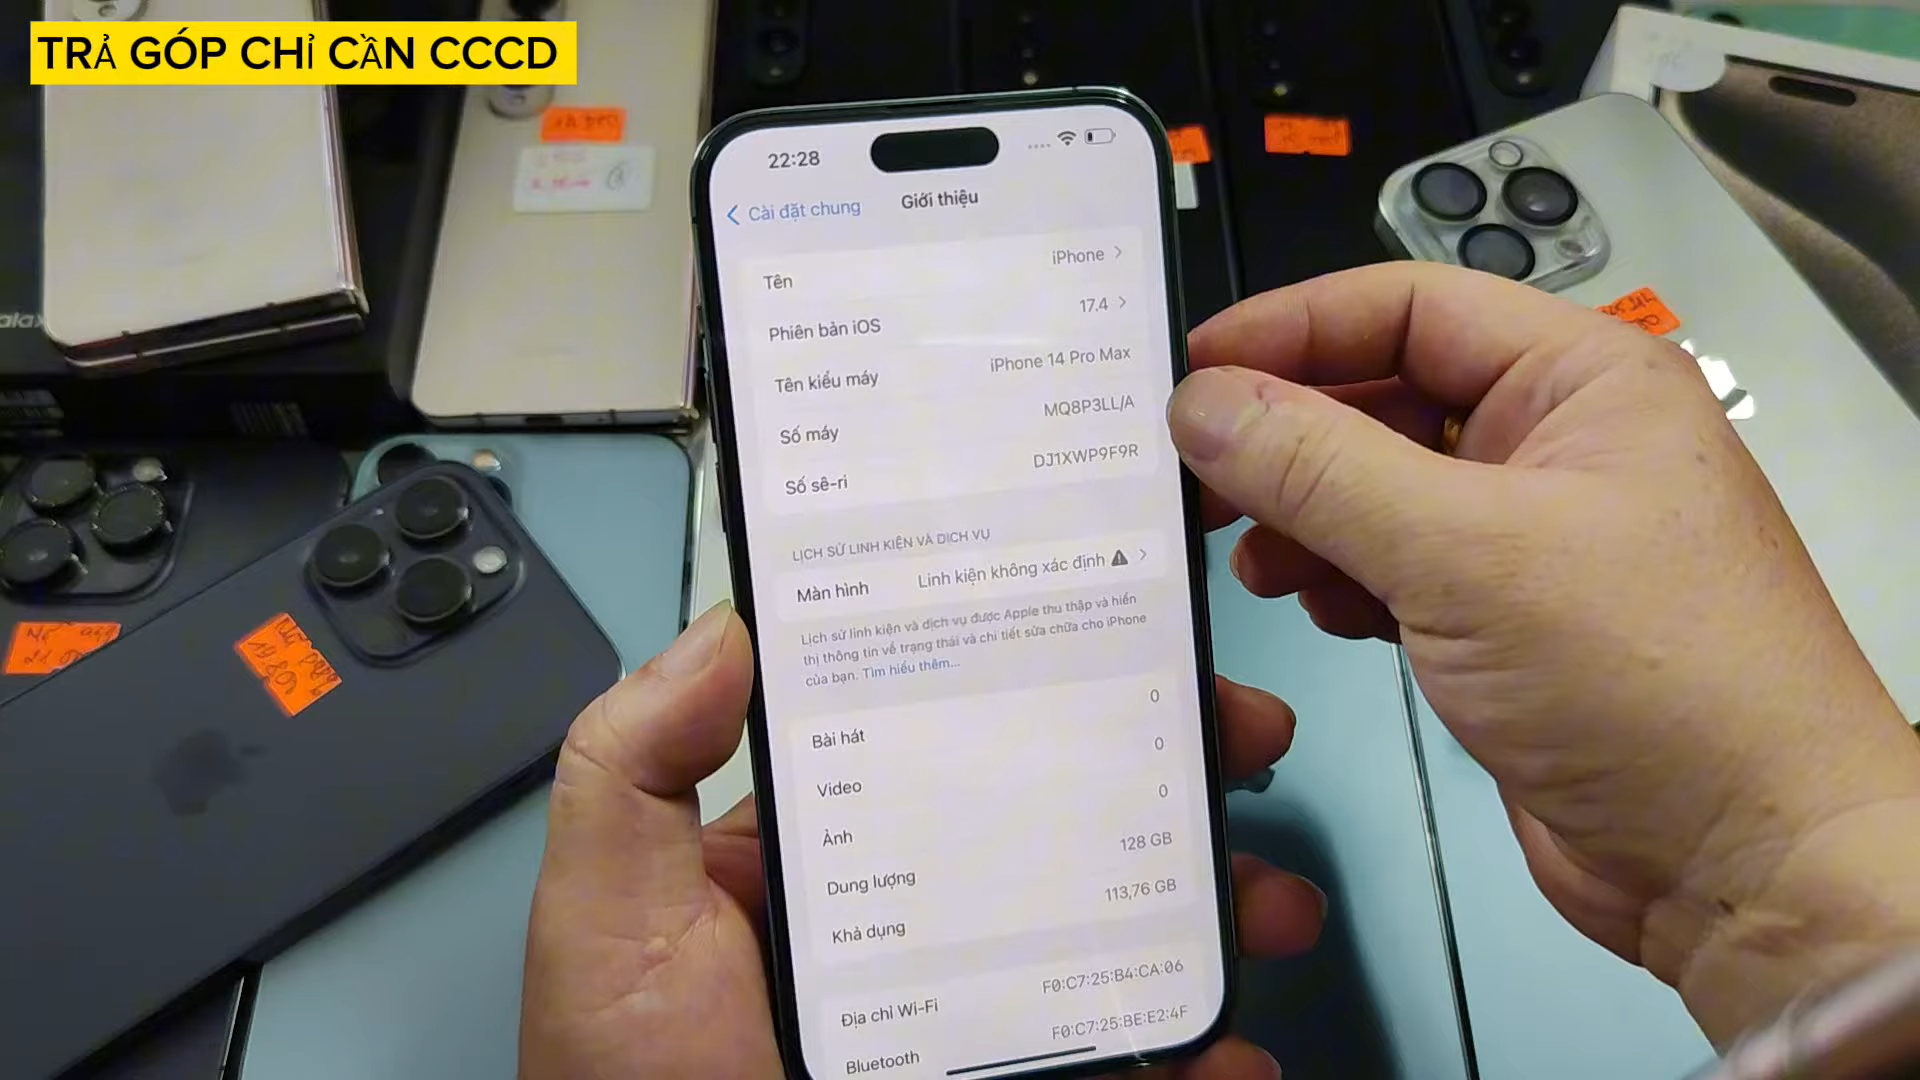 TRẢ GÓP CHỈ CẦN CCCD
22:28
Cài đặt chung
Giới thiệu
Tên
iPhone
Phiên bản iOS
17.4
Tên kiểu máy
iPhone 14 Pro Max
Số máy
MQ8P3LL/A
Số sê-ri
DJ1XWP9F9R
LỊCH SỬ LINH KIỆN VÀ DỊCH VỤ
Màn hình
Linh kiện không xác định
Lịch sử linh kiện và dịch vụ được Apple thu thập và hiển
thị thông tin về trạng thái và chi tiết sửa chữa cho iPhone
của bạn. Tìm hiểu thêm...
Bài hát
0
Video
0
Ảnh
0
Dung lượng
128 GB
Khả dụng
113,76 GB
Địa chỉ Wi-Fi
F0:C7:25:B4:CA:06
Bluetooth
F0:C7:25:BE:E2:4F